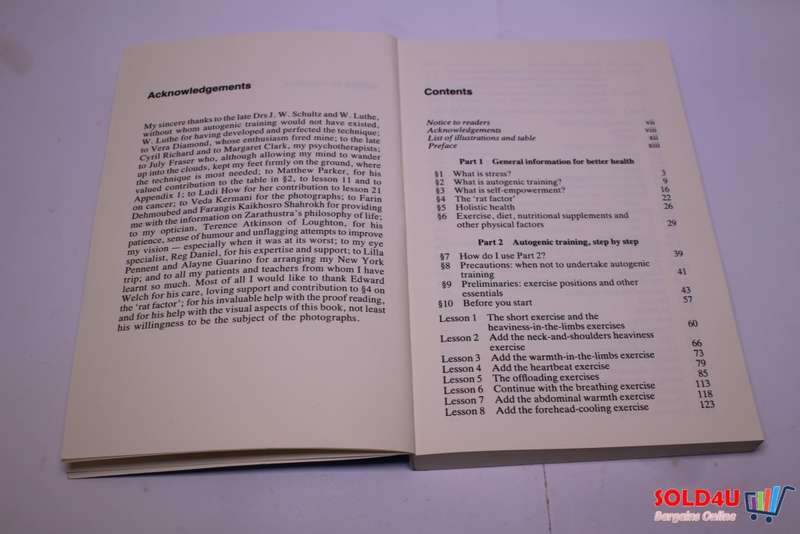 Acknowledgements
My sincere thanks to the late Drs J. W. Schultz and W. Luthe,
without whom autogenic training would not have existed,
W. Luthe for having developed and perfected the technique;
to Vera Diamond, whose enthusiasm fired mine; to the late
Cyril Richard and to Margaret Clark, my psychotherapists;
to July Fraser who, although allowing my mind to wander
up into the clouds, kept my feet firmly on the ground, where
the technique is most needed; to Matthew Parker, for his
valued contribution to the table in §2, to lesson 11 and to
Appendix 1; to Ludi How for her contribution to lesson 21
on cancer; to Veda Kermani for the photographs; to Farin
Dehmoubed and Farangis Kaikhosro Shahrokh for providing
me with the information on Zarathustra's philosophy of life;
to my optician, Terence Atkinson of Loughton, for his
patience, sense of humour and unflagging attempts to improve
my vision — especially when it was at its worst; to my eye
specialist, Reg Daniel, for his expertise and support; to Lilla
Pennent and Alayne Guarino for arranging my New York
trip; and to all my patients and teachers from whom I have
learnt so much. Most of all I would like to thank Edward
Welch for his care, loving support and contribution to §4 on
the 'rat factor'; for his invaluable help with the proof reading,
and for his help with the visual aspects of this book, not least
his willingness to be the subject of the photographs.
Contents
Notice to readers vii
Acknowledgements viii
List of illustrations and table xii
Preface xiii
Part 1 General information for better health
§1 What is stress? 3
§2 What is autogenic training? 9
§3 What is self-empowerment? 16
§4 The 'rat factor' 22
§5 Holistic health 26
§6 Exercise, diet, nutritional supplements and
other physical factors 29
Part 2 Autogenic training, step by step
§7 How do I use Part 2? 39
§8 Precautions: when not to undertake autogenic
training 41
§9 Preliminaries: exercise positions and other
essentials 43
§10 Before you start 57
Lesson 1 The short exercise and the
heaviness-in-the-limbs exercises 60
Lesson 2 Add the neck-and-shoulders heaviness
exercise 66
Lesson 3 Add the warmth-in-the-limbs exercise 73
Lesson 4 Add the heartbeat exercise 79
Lesson 5 The offloading exercises 85
Lesson 6 Continue with the breathing exercise 113
Lesson 7 Add the abdominal warmth exercise 118
Lesson 8 Add the forehead-cooling exercise 123
SOLD4U
Bargains Online